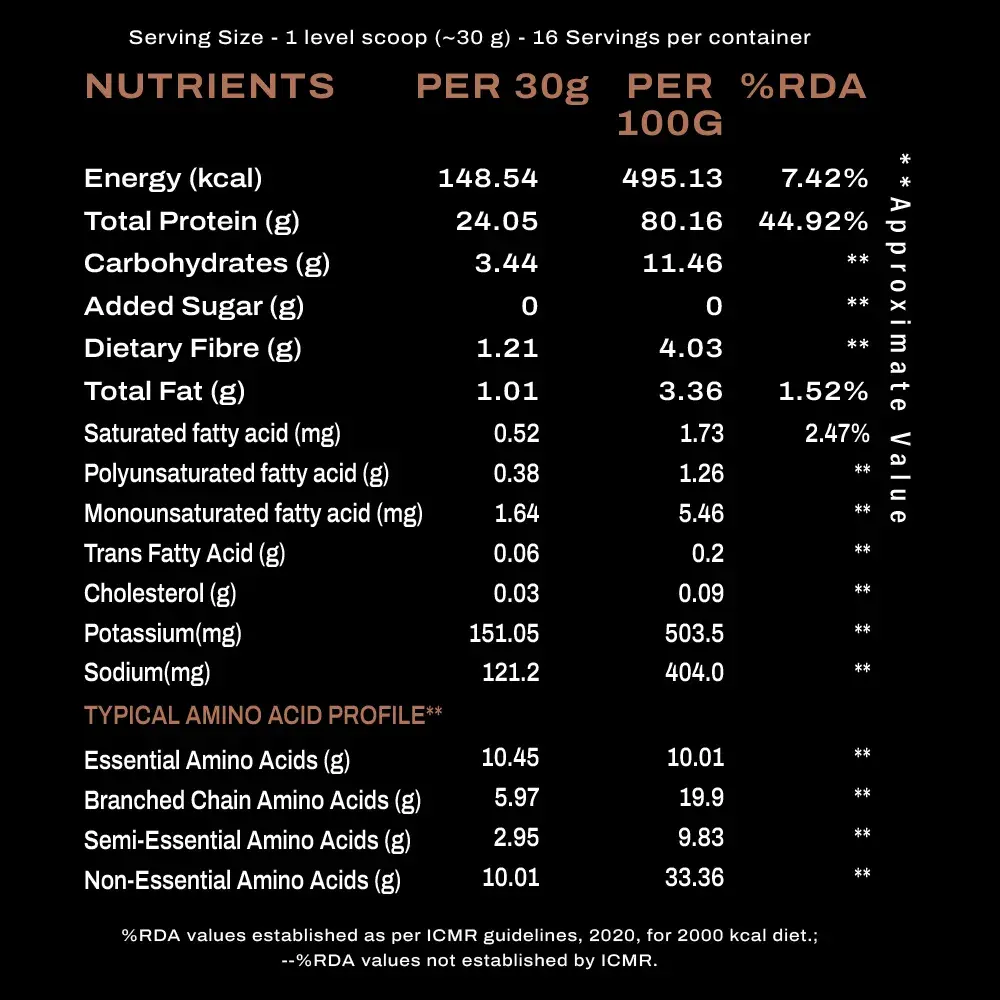 Serving Size - 1 level scoop (~30 g) - 16 Servings per container
NUTRIENTS PER 30g PER 100G %RDA
Energy (kcal) 148.54 495.13 7.42%
Total Protein (g) 24.05 80.16 44.92%
Carbohydrates (g) 3.44 11.46 **
Added Sugar (g) 0 0 **
Dietary Fibre (g) 1.21 4.03 **
Total Fat (g) 1.01 3.36 1.52%
Saturated fatty acid (mg) 0.52 1.73 2.47%
Polyunsaturated fatty acid (g) 0.38 1.26 **
Monounsaturated fatty acid (mg) 1.64 5.46 **
Trans Fatty Acid (g) 0.06 0.2 **
Cholesterol (g) 0.03 0.09 **
Potassium(mg) 151.05 503.5 **
Sodium(mg) 121.2 404.0 **
TYPICAL AMINO ACID PROFILE**
Essential Amino Acids (g) 10.45 10.01 **
Branched Chain Amino Acids (g) 5.97 19.9 **
Semi-Essential Amino Acids (g) 2.95 9.83 **
Non-Essential Amino Acids (g) 10.01 33.36 **
**Approximate Value
%RDA values established as per ICMR guidelines, 2020, for 2000 kcal diet.;
--%RDA values not established by ICMR.